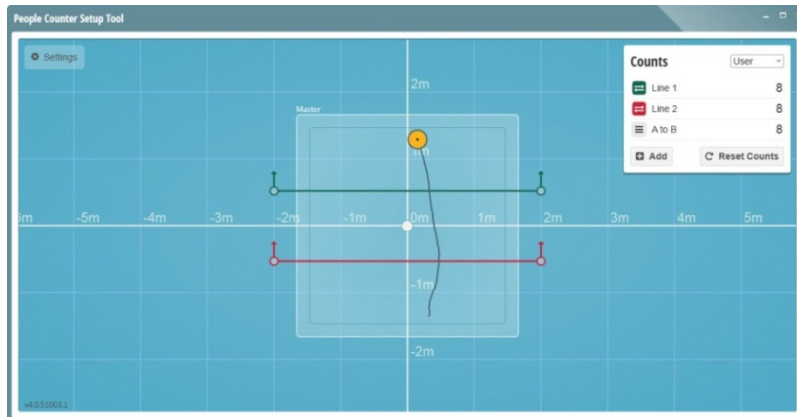 People Counter Setup Tool
Settings
Counts
User
Line 1 8
Line 2 8
A to B 8
Add Reset Counts
Master
2m
1m
-5m -4m -3m -2m -1m 0m 1m 2m 3m 4m 5m
-1m
-2m
v4.0.51003.1